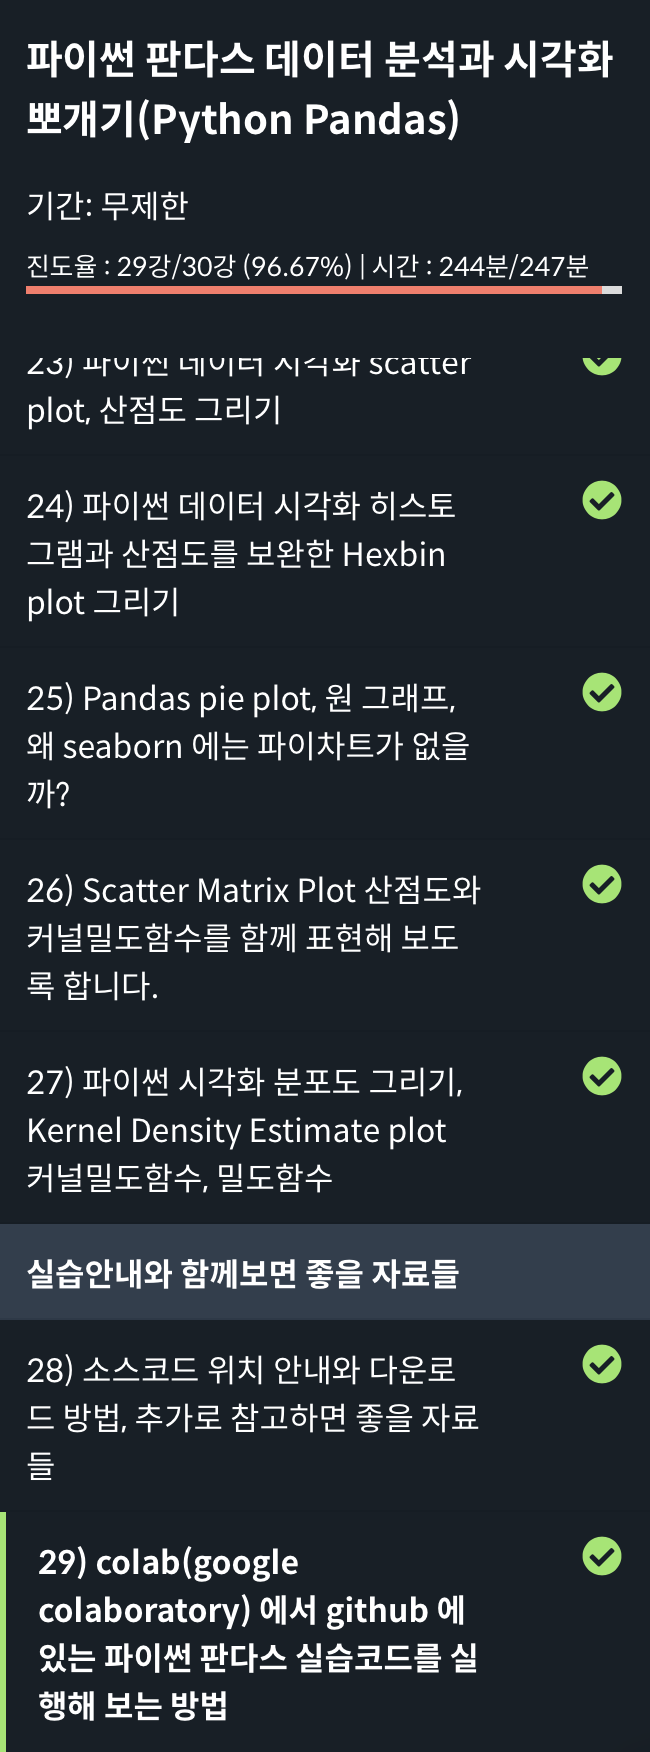 파이썬 판다스 데이터 분석과 시각화
뽀개기(Python Pandas)
기간: 무제한
진도율 : 29강/30강 (96.67%) | 시간 : 244분/247분
23) 파이썬 데이터 시각화 scatter
plot, 산점도 그리기
24) 파이썬 데이터 시각화 히스토
그램과 산점도를 보완한 Hexbin
plot 그리기
25) Pandas pie plot, 원 그래프,
왜 seaborn 에는 파이차트가 없을
까?
26) Scatter Matrix Plot 산점도와
커널밀도함수를 함께 표현해 보도
록 합니다.
27) 파이썬 시각화 분포도 그리기,
Kernel Density Estimate plot
커널밀도함수, 밀도함수
실습안내와 함께보면 좋을 자료들
28) 소스코드 위치 안내와 다운로
드 방법, 추가로 참고하면 좋을 자료
들
29) colab(google
colaboratory) 에서 github 에
있는 파이썬 판다스 실습코드를 실
행해 보는 방법